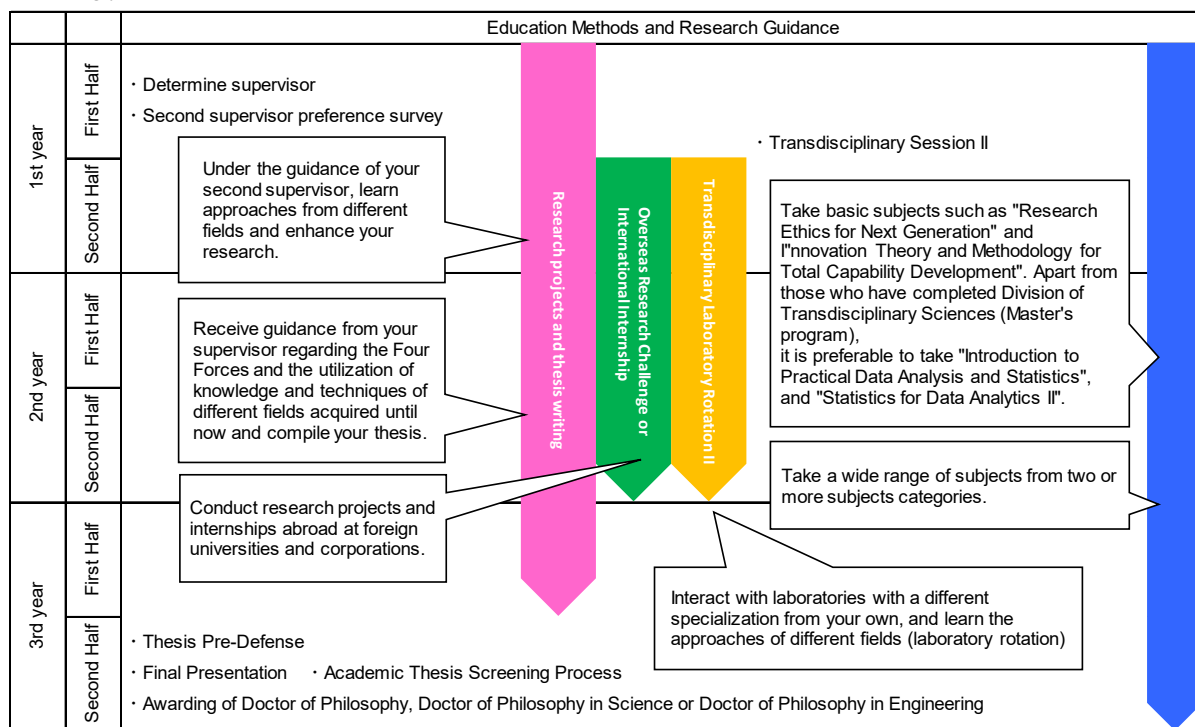 Education Methods and Research Guidance
1st year
First Half
Second Half
・Determine supervisor
・Second supervisor preference survey
・Transdisciplinary Session II
Under the guidance of your
second supervisor, learn
approaches from different
fields and enhance your
research.
Research projects and thesis writing
Overseas Research Challenge or
International Internship
Transdisciplinary Laboratory Rotation II
Take basic subjects such as "Research
Ethics for Next Generation" and
I"nnovation Theory and Methodology for
Total Capability Development". Apart from
those who have completed Division of
Transdisciplinary Sciences (Master's
program),
it is preferable to take "Introduction to
Practical Data Analysis and Statistics",
and "Statistics for Data Analytics II".
2nd year
First Half
Second Half
Receive guidance from your
supervisor regarding the Four
Forces and the utilization of
knowledge and techniques of
different fields acquired until
now and compile your thesis.
Take a wide range of subjects from two or
more subjects categories.
Conduct research projects and
internships abroad at foreign
universities and corporations.
3rd year
First Half
Second Half
Interact with laboratories with a different
specialization from your own, and learn the
approaches of different fields (laboratory rotation)
・Thesis Pre-Defense
・Final Presentation ・Academic Thesis Screening Process
・Awarding of Doctor of Philosophy, Doctor of Philosophy in Science or Doctor of Philosophy in Engineering